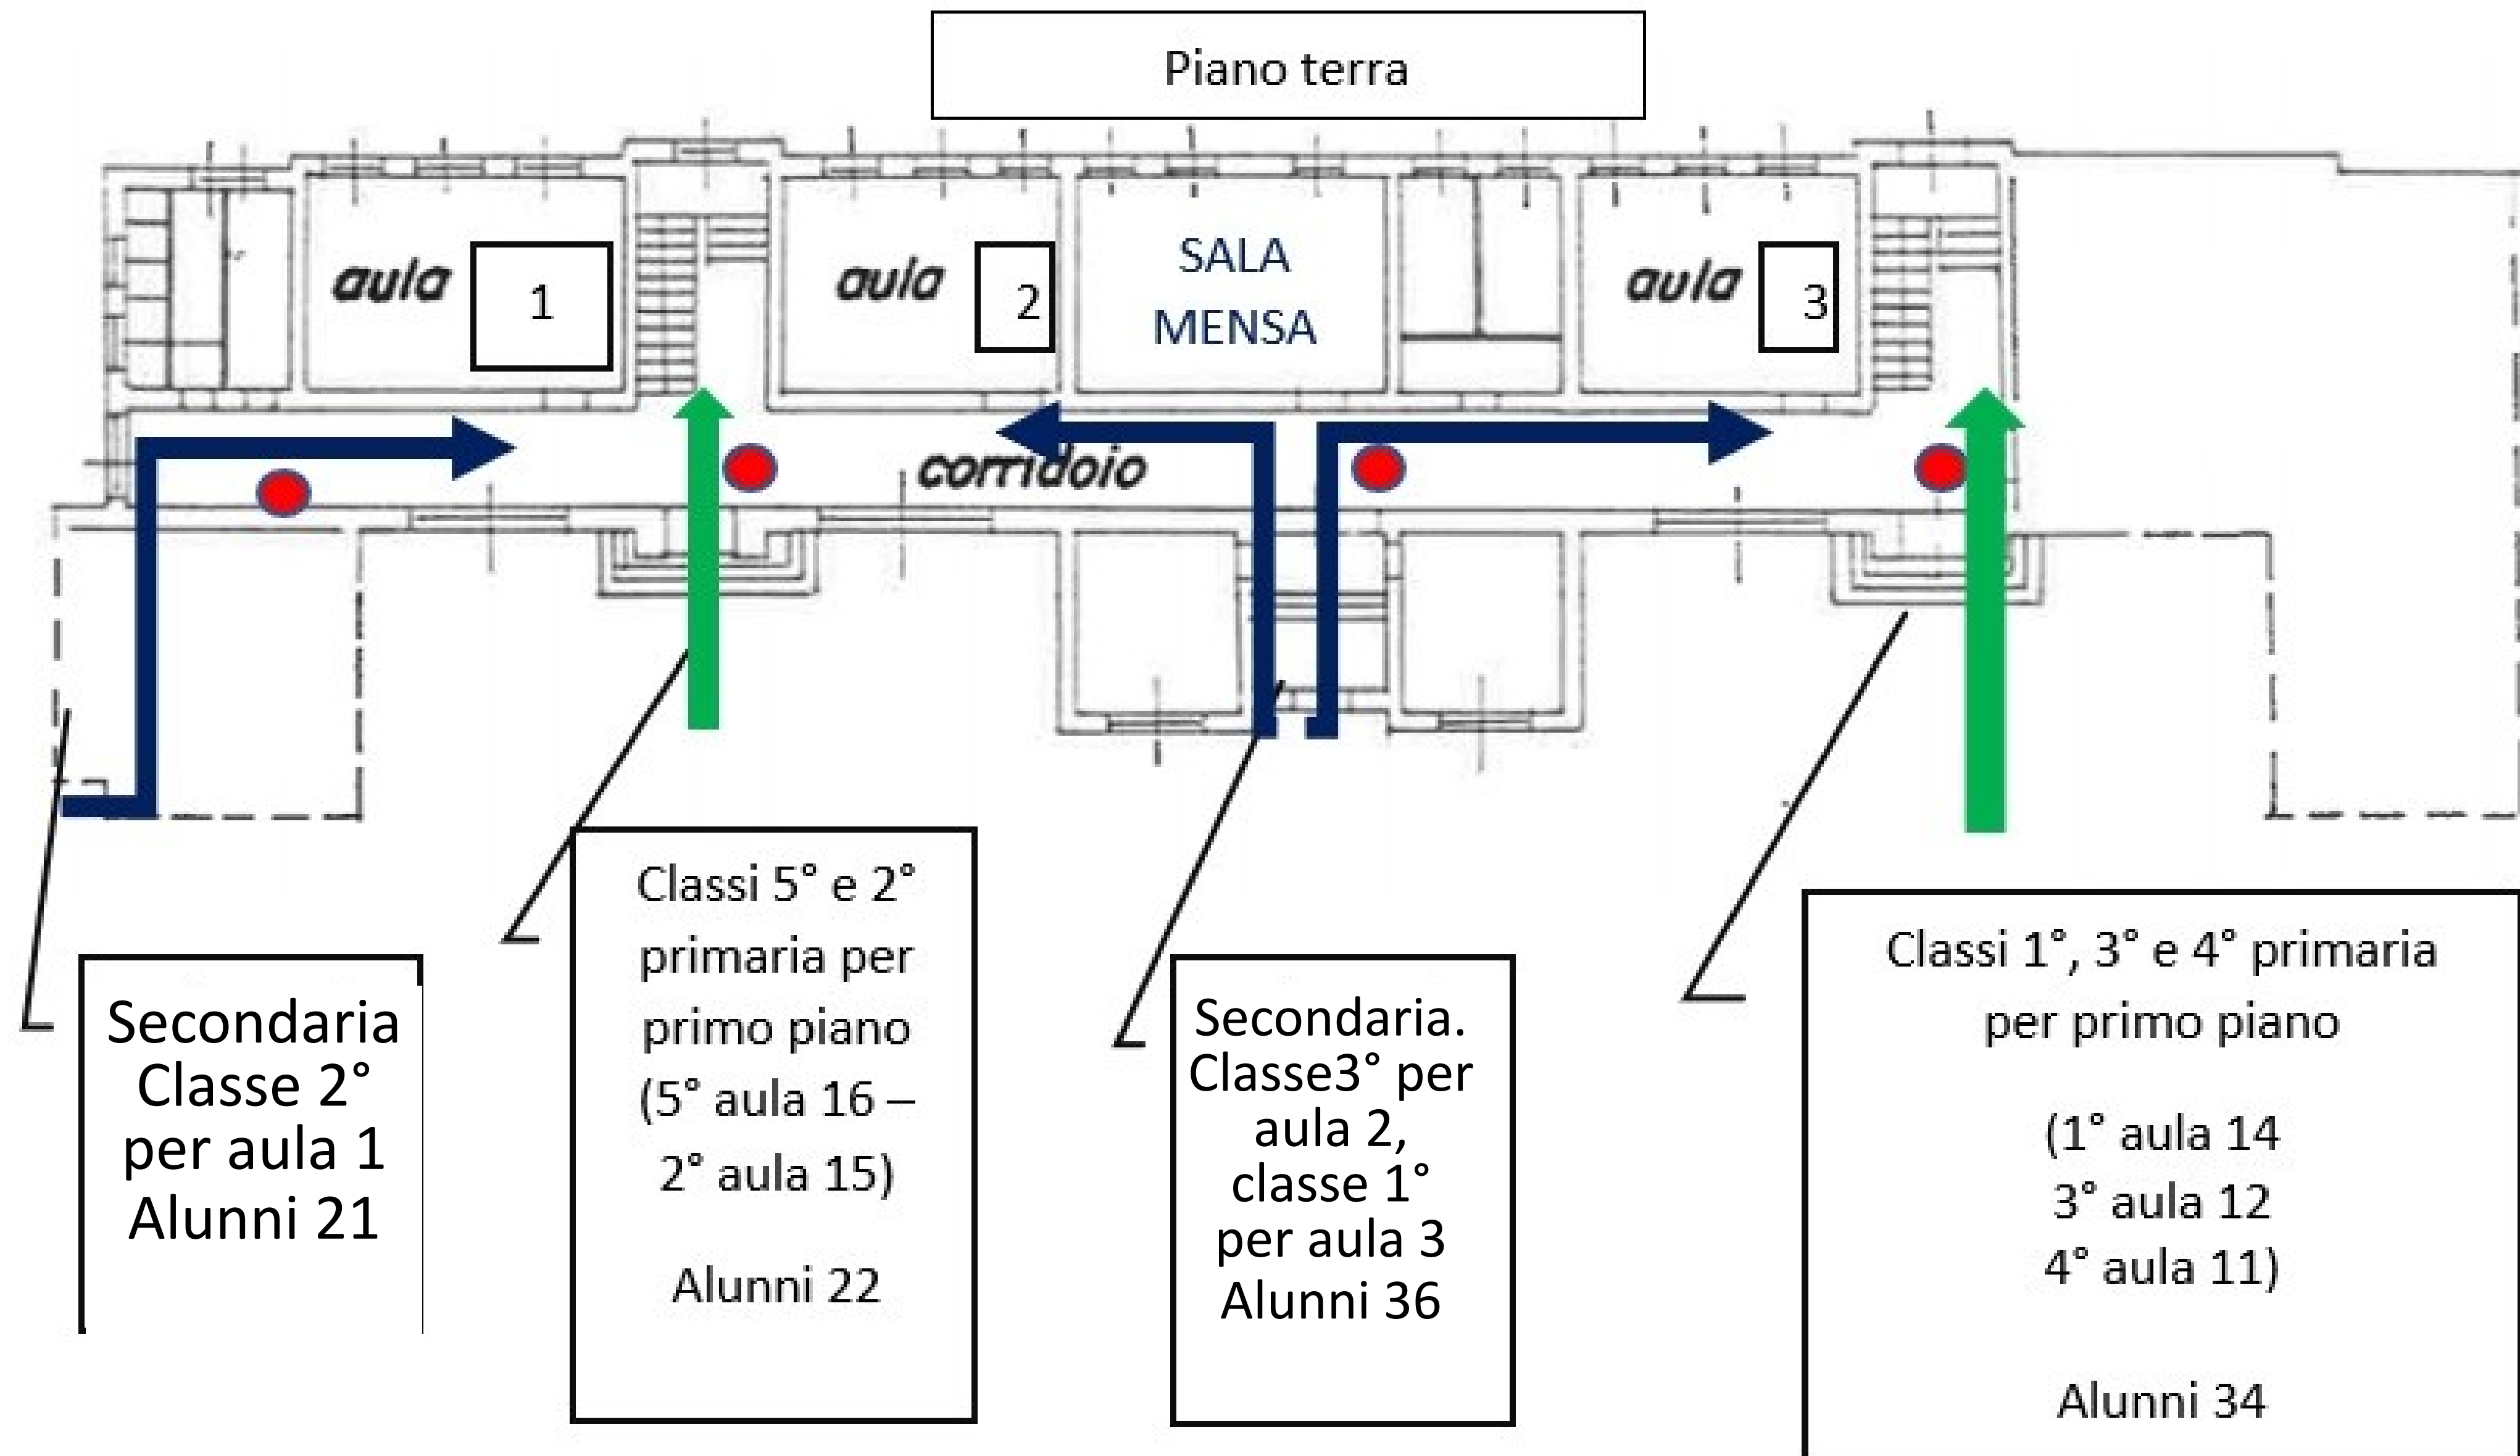 Piano terra
aula 1
aula 2
SALA
MENSA
aula 3
corridoio
Secondaria
Classe 2°
per aula 1
Alunni 21
Classi 5° e 2°
primaria per
primo piano
(5° aula 16 –
2° aula 15)
Alunni 22
Secondaria.
Classe3° per
aula 2,
classe 1°
per aula 3
Alunni 36
Classi 1°, 3° e 4° primaria
per primo piano
(1° aula 14
3° aula 12
4° aula 11)
Alunni 34